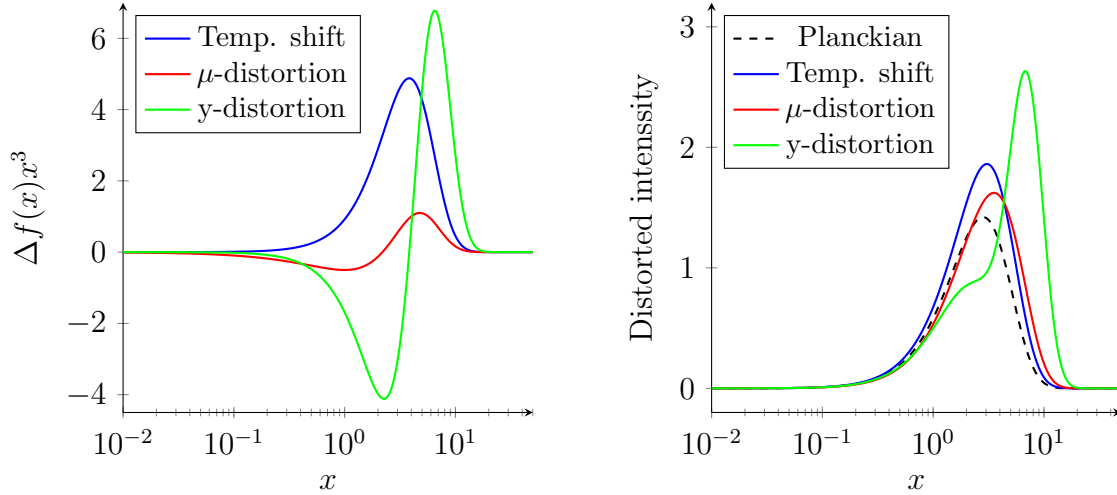 Δf(x)x³
6
4
2
0
−2
−4
Temp. shift
μ-distortion
y-distortion
10⁻² 10⁻¹ 10⁰ 10¹
x
Distorted intenssity
3
2
1
0
Planckian
Temp. shift
μ-distortion
y-distortion
10⁻² 10⁻¹ 10⁰ 10¹
x